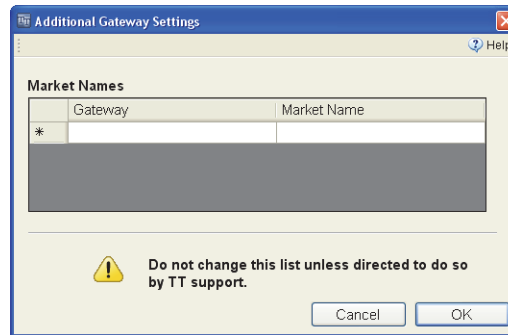 Additional Gateway Settings
Help
Market Names
Gateway Market Name
*
Do not change this list unless directed to do so
by TT support.
Cancel OK